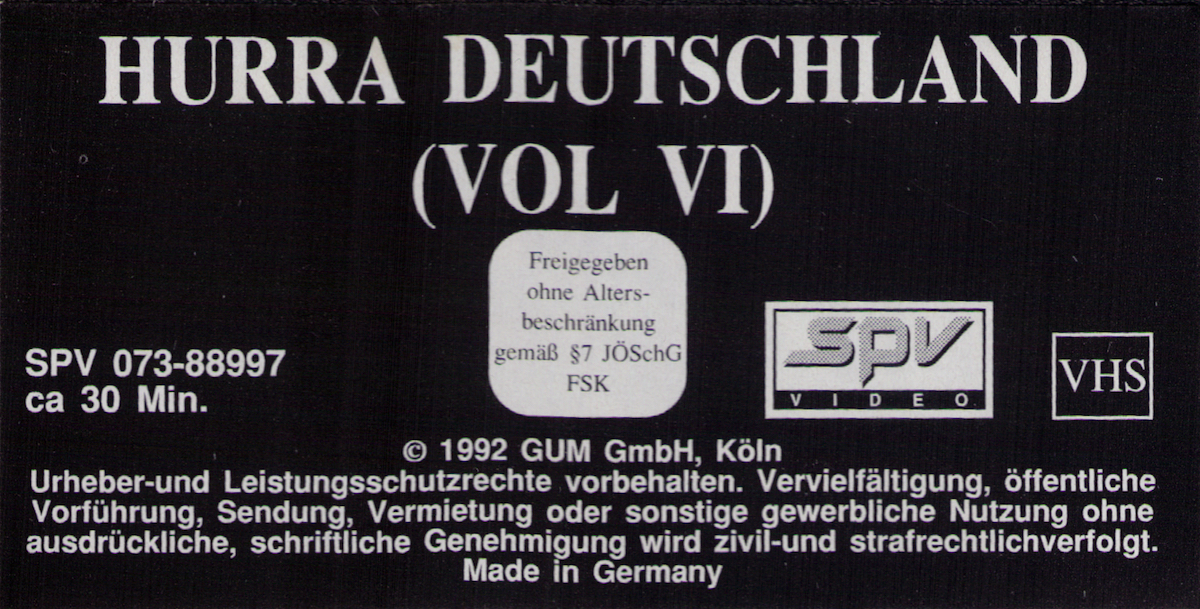 HURRA DEUTSCHLAND
(VOL VI)
Freigegeben
ohne Alters-
beschränkung
gemäß §7 JÖSchG
FSK
SPV 073-88997
ca 30 Min.
spv
VIDEO
VHS
© 1992 GUM GmbH, Köln
Urheber-und Leistungsschutzrechte vorbehalten. Vervielfältigung, öffentliche
Vorführung, Sendung, Vermietung oder sonstige gewerbliche Nutzung ohne
ausdrückliche, schriftliche Genehmigung wird zivil-und strafrechtlichverfolgt.
Made in Germany